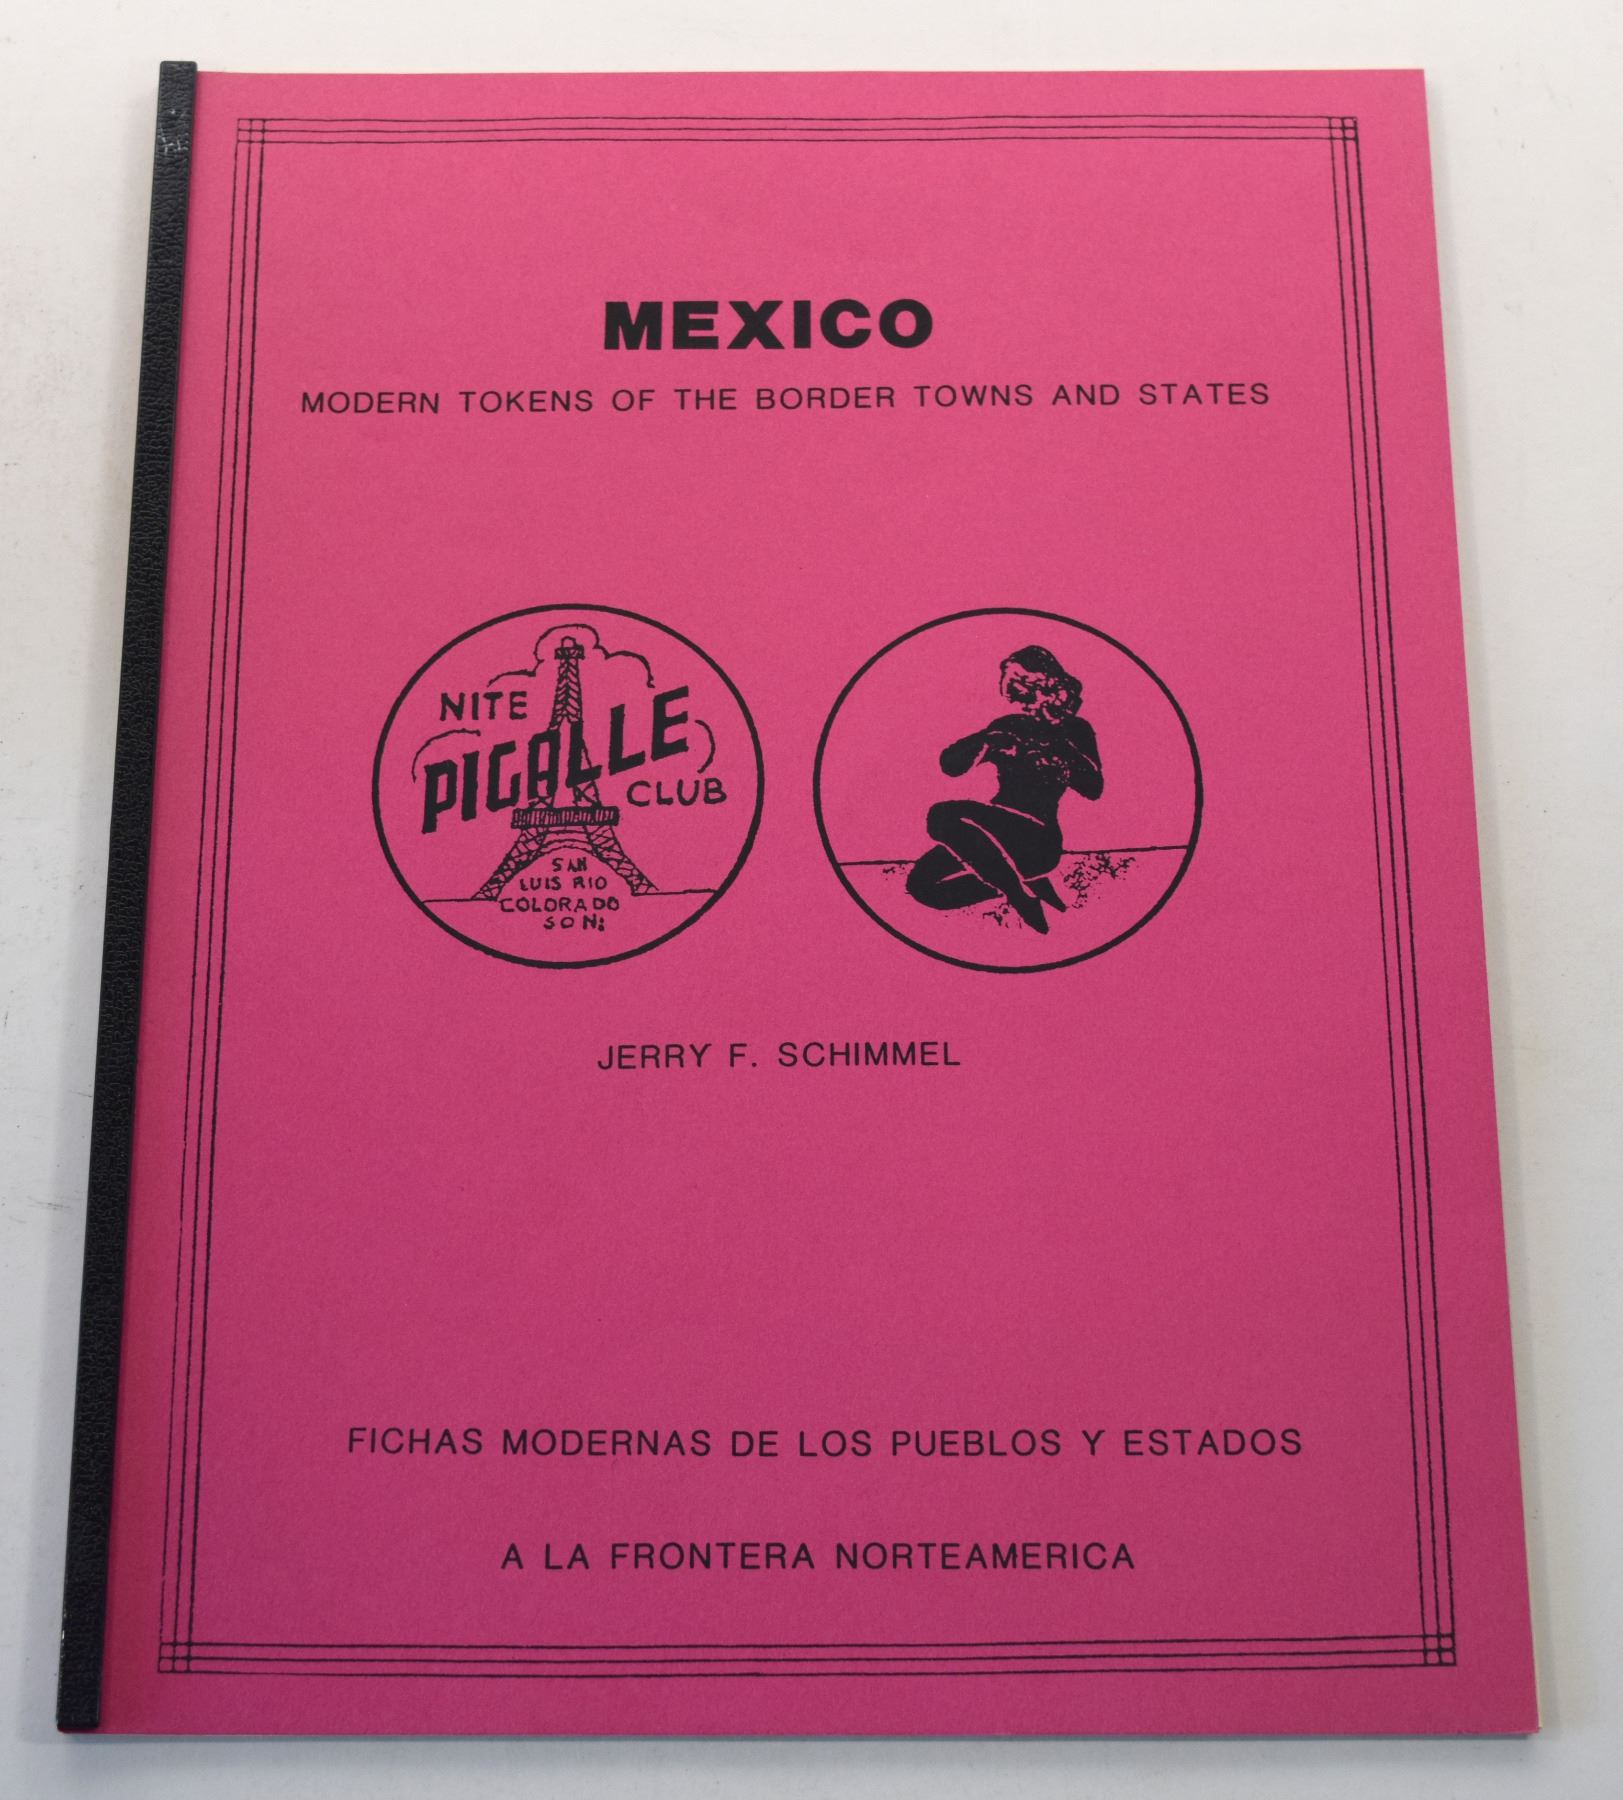 MEXICO
MODERN TOKENS OF THE BORDER TOWNS AND STATES
NITE
PIGALLE
CLUB
SAN
LUIS RIO
COLORADO
SON:
JERRY F. SCHIMMEL
FICHAS MODERNAS DE LOS PUEBLOS Y ESTADOS
A LA FRONTERA NORTEAMERICA